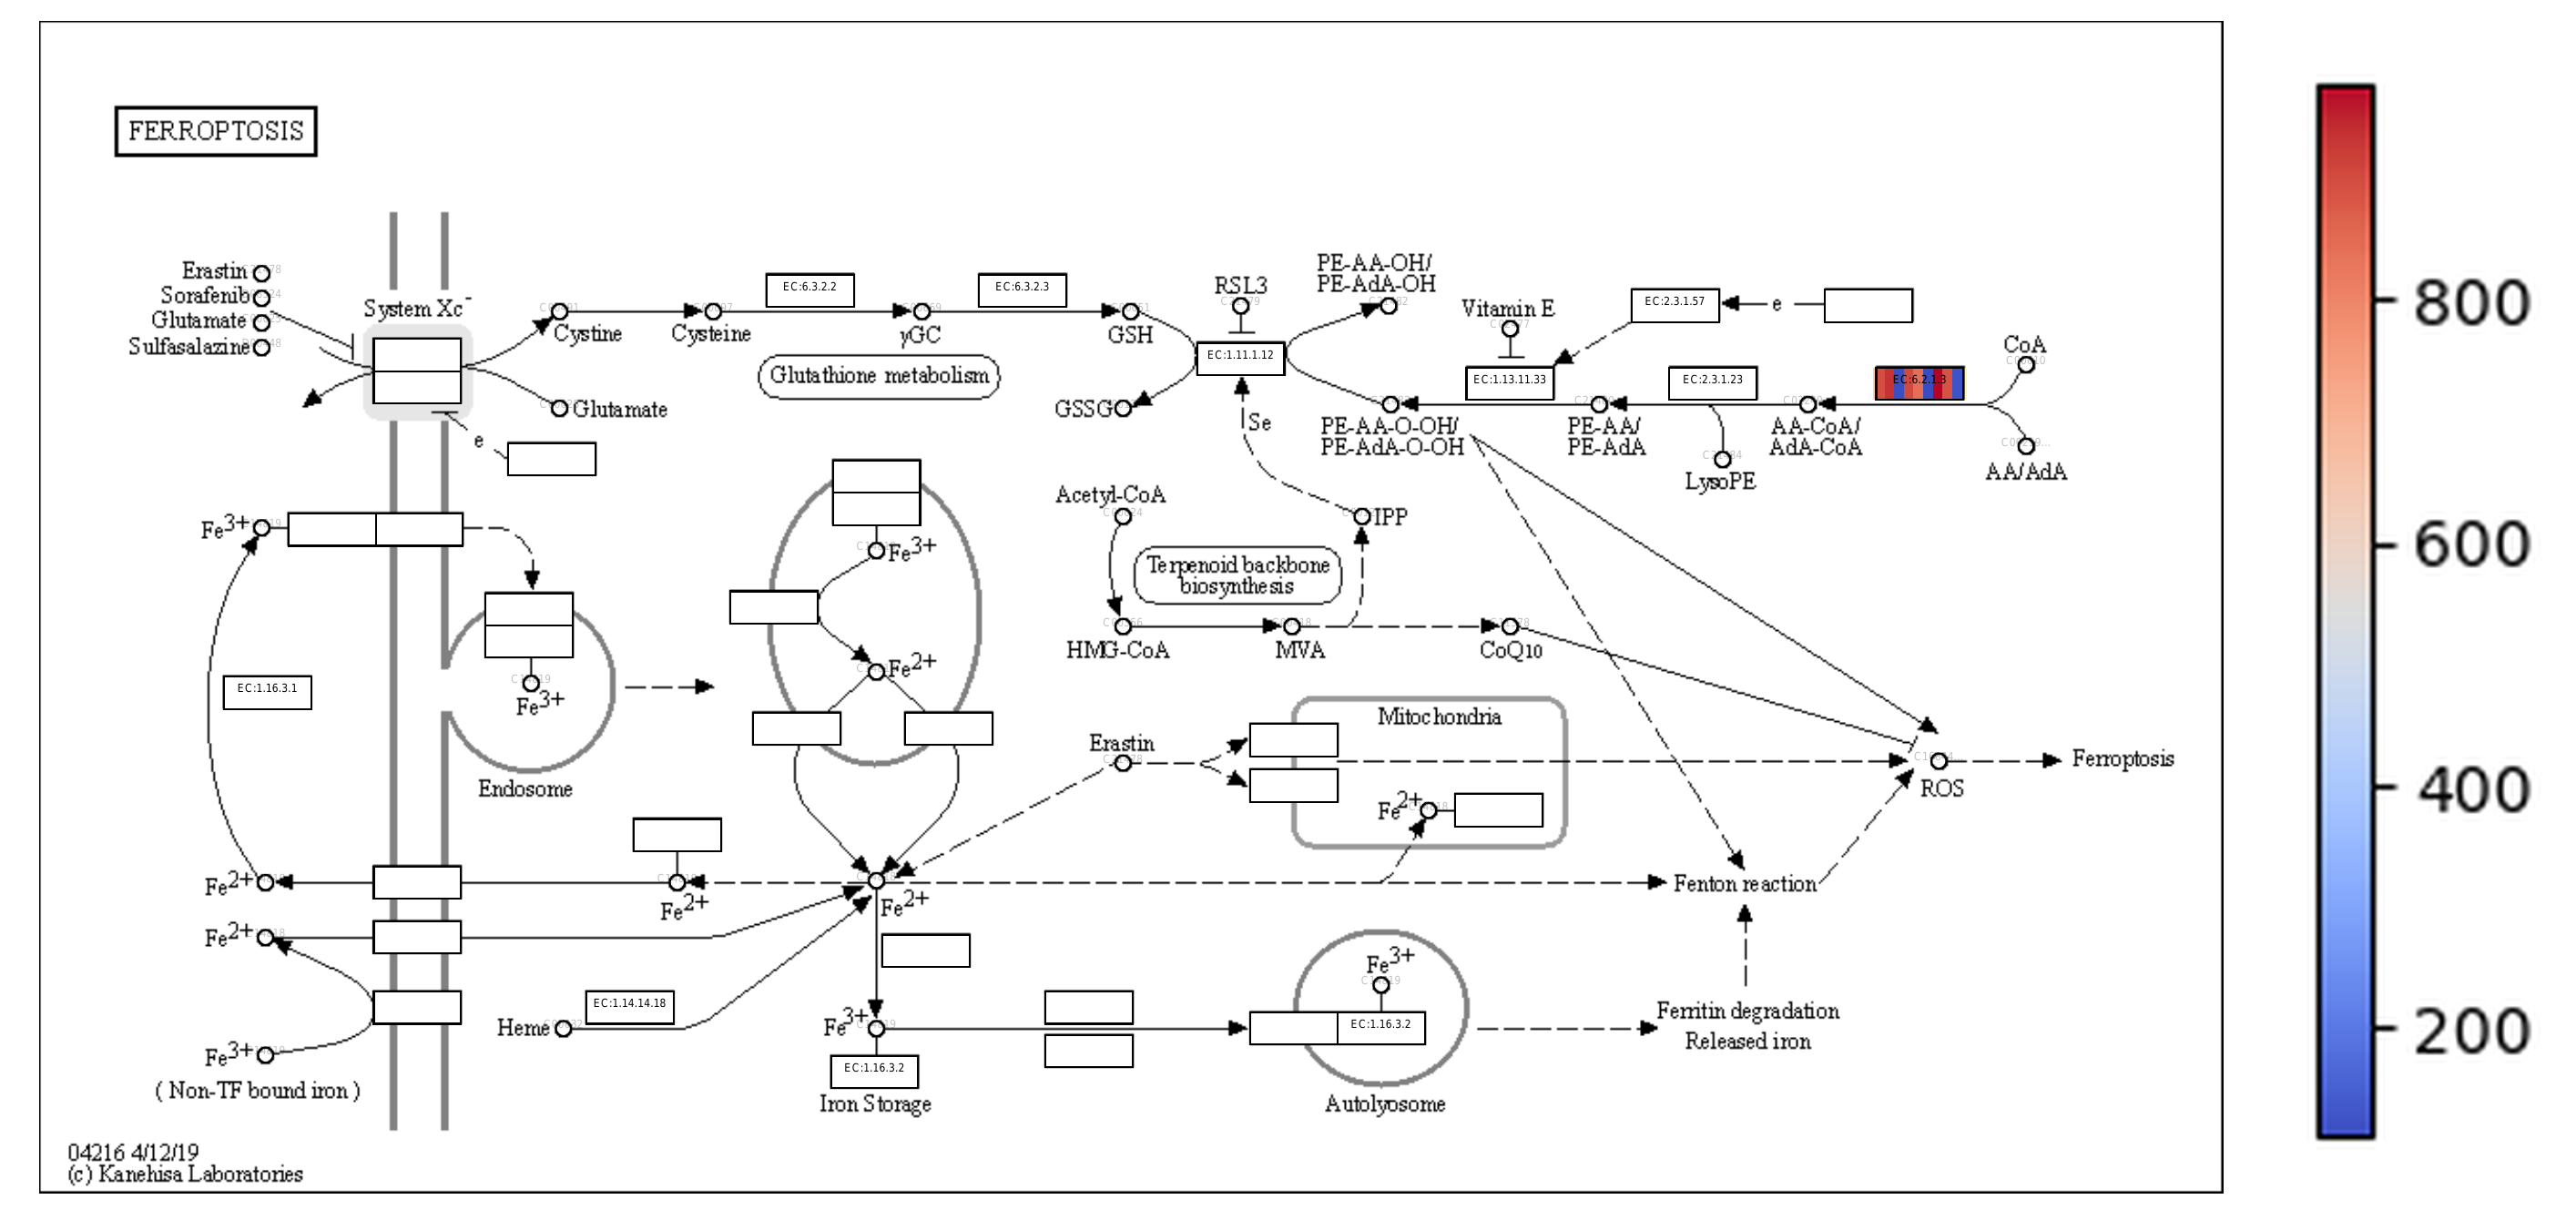 FERROPTOSIS
Erastin
Sorafenib
Glutamate
Sulfasalazine
System Xc-
Cystine
Cysteine
EC:6.3.2.2
γGC
EC:6.3.2.3
GSH
Glutathione metabolism
GSSG
Glutamate
e
RSL3
EC:1.11.1.12
Se
PE-AA-OH/
PE-AdA-OH
Vitamin E
EC:1.13.11.33
EC:2.3.1.57
e
EC:2.3.1.23
EC:6.2.1.3
CoA
PE-AA-O-OH/
PE-AdA-O-OH
PE-AA/
PE-AdA
LysoPE
AA-CoA/
AdA-CoA
AA/AdA
Fe3+
Fe3+
Acetyl-CoA
IPP
Terpenoid backbone
biosynthesis
HMG-CoA
MVA
CoQ10
Fe2+
EC:1.16.3.1
Fe3+
Endosome
Mitochondria
Erastin
Fe2+
ROS
Ferroptosis
Fe2+
Fe2+
Fe2+
Fenton reaction
Fe2+
Heme
EC:1.14.14.18
Fe3+
EC:1.16.3.2
Iron Storage
Fe3+
EC:1.16.3.2
Autolyosome
Ferritin degradation
Released iron
Fe3+
( Non-TF bound iron )
04216 4/12/19
(c) Kanehisa Laboratories
800
600
400
200